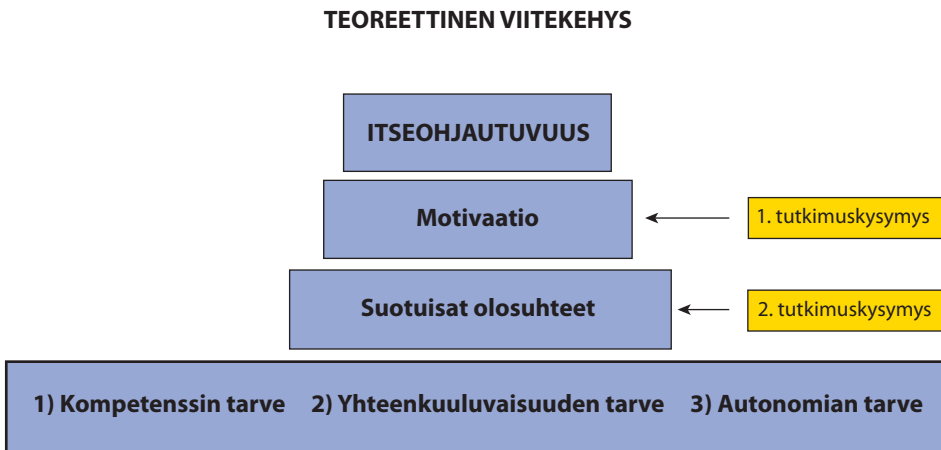 TEOREETTINEN VIITEKEHYS
ITSEOHJAUTUVUUS
Motivaatio
1. tutkimuskysymys
Suotuisat olosuhteet
2. tutkimuskysymys
1) Kompetenssin tarve 2) Yhteenkuuluvaisuuden tarve 3) Autonomian tarve